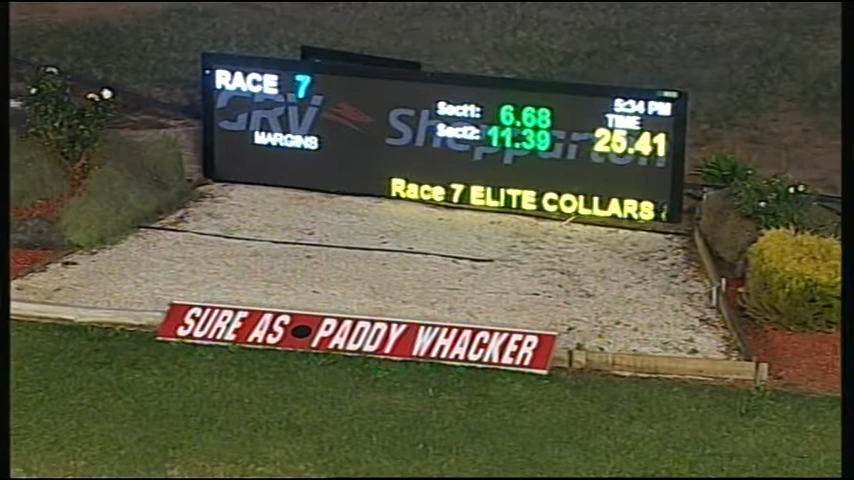 RACE 7
GRV Shepparton
MARGINS
Sect1: 6.68
Sect2: 11.39
5:34 PM
TIME
25.41
Race 7 ELITE COLLARS
SURE AS • PADDY WHACKER